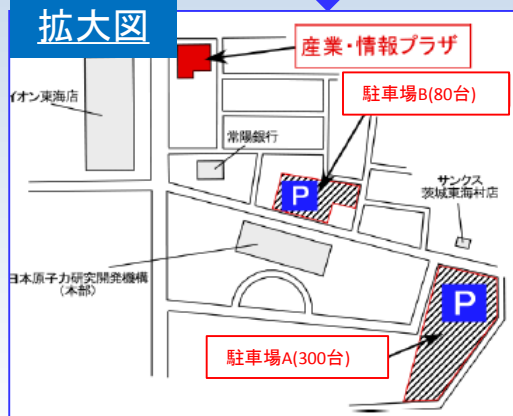 拡大図
産業・情報プラザ
駐車場B(80台)
イオン東海店
常陽銀行
サンクス
茨城東海村店
P
日本原子力研究開発機構
(本部)
P
駐車場A(300台)